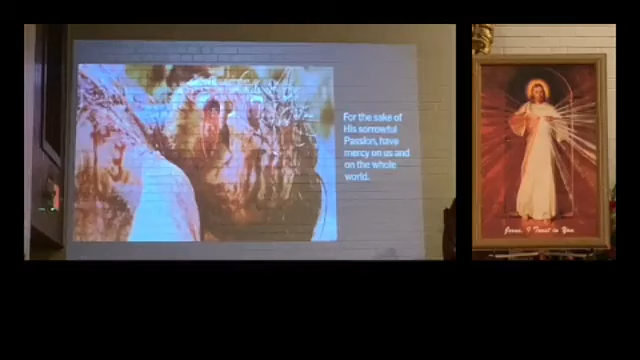 For the sake of
His sorrowful
Passion, have
mercy on us and
on the whole
world.
Jesus, I Trust in You